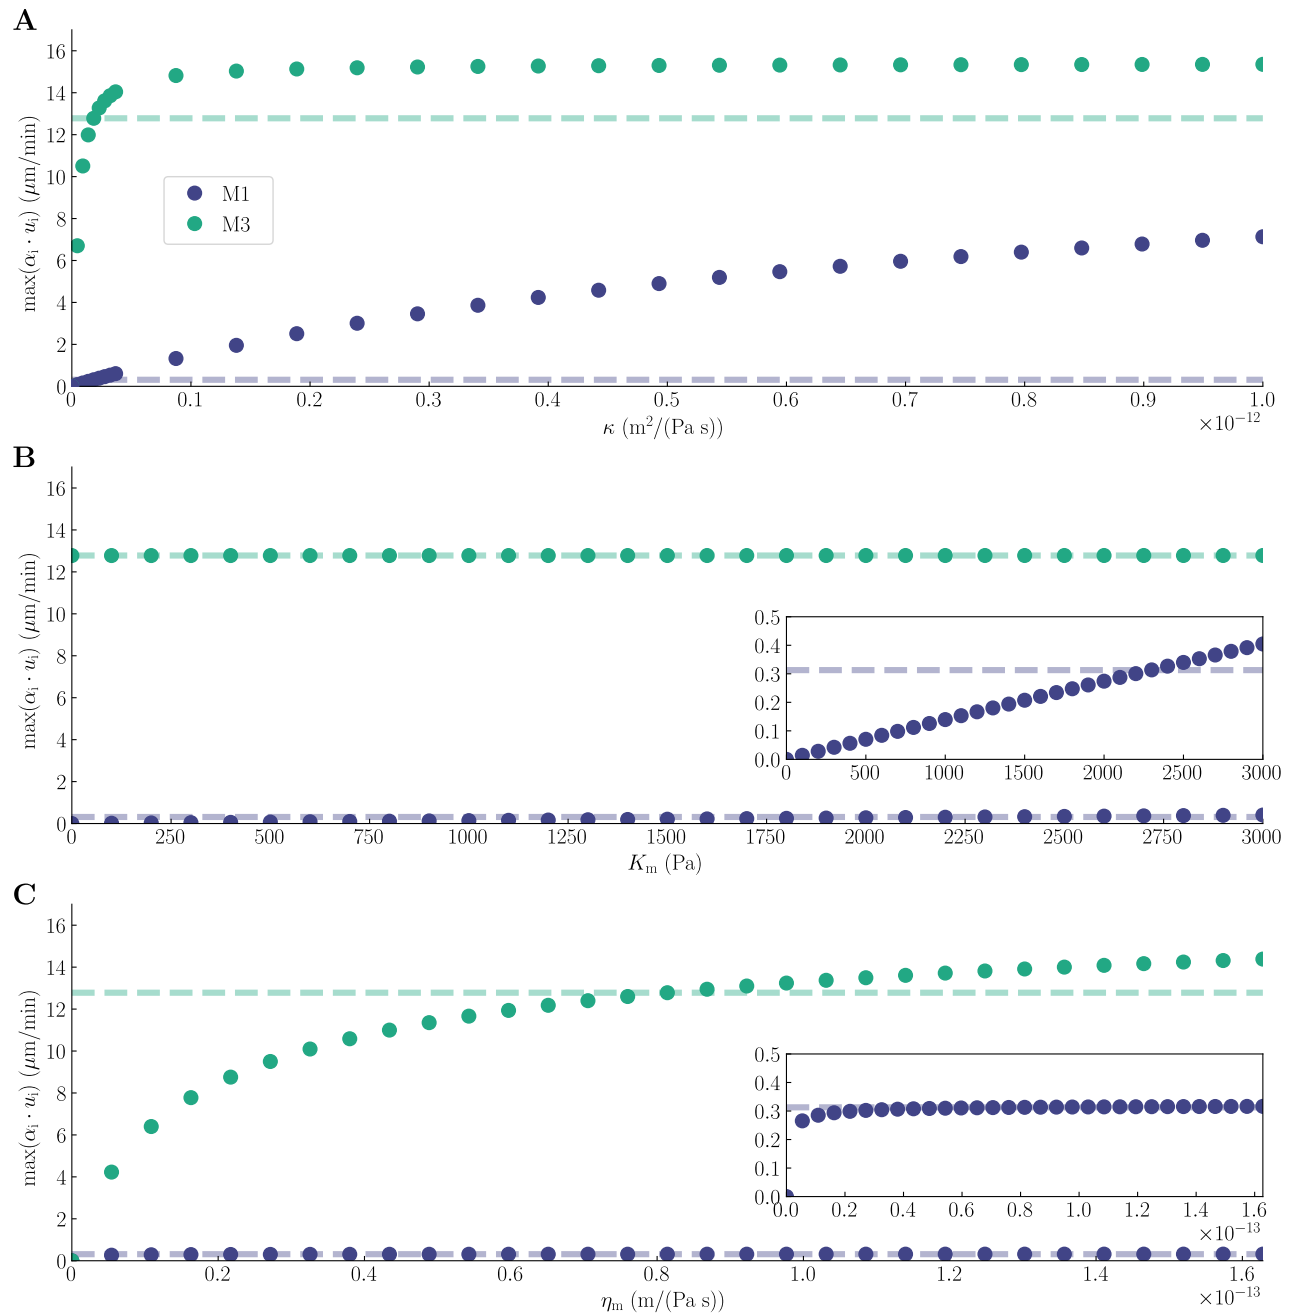 A
max(αᵢ · uᵢ) (µm/min)
16
14
12
10
8
6
4
2
0
M1
M3
0 0.1 0.2 0.3 0.4 0.5 0.6 0.7 0.8 0.9 1.0
κ (m²/(Pa s))
×10⁻¹²
B
max(αᵢ · uᵢ) (µm/min)
16
14
12
10
8
6
4
2
0
0.5
0.4
0.3
0.2
0.1
0.0
0 500 1000 1500 2000 2500 3000
0 250 500 750 1000 1250 1500 1750 2000 2250 2500 2750 3000
Kₘ (Pa)
C
max(αᵢ · uᵢ) (µm/min)
16
14
12
10
8
6
4
2
0
0.5
0.4
0.3
0.2
0.1
0.0
0.0 0.2 0.4 0.6 0.8 1.0 1.2 1.4 1.6
×10⁻¹³
0 0.2 0.4 0.6 0.8 1.0 1.2 1.4 1.6
ηₘ (m/(Pa s))
×10⁻¹³